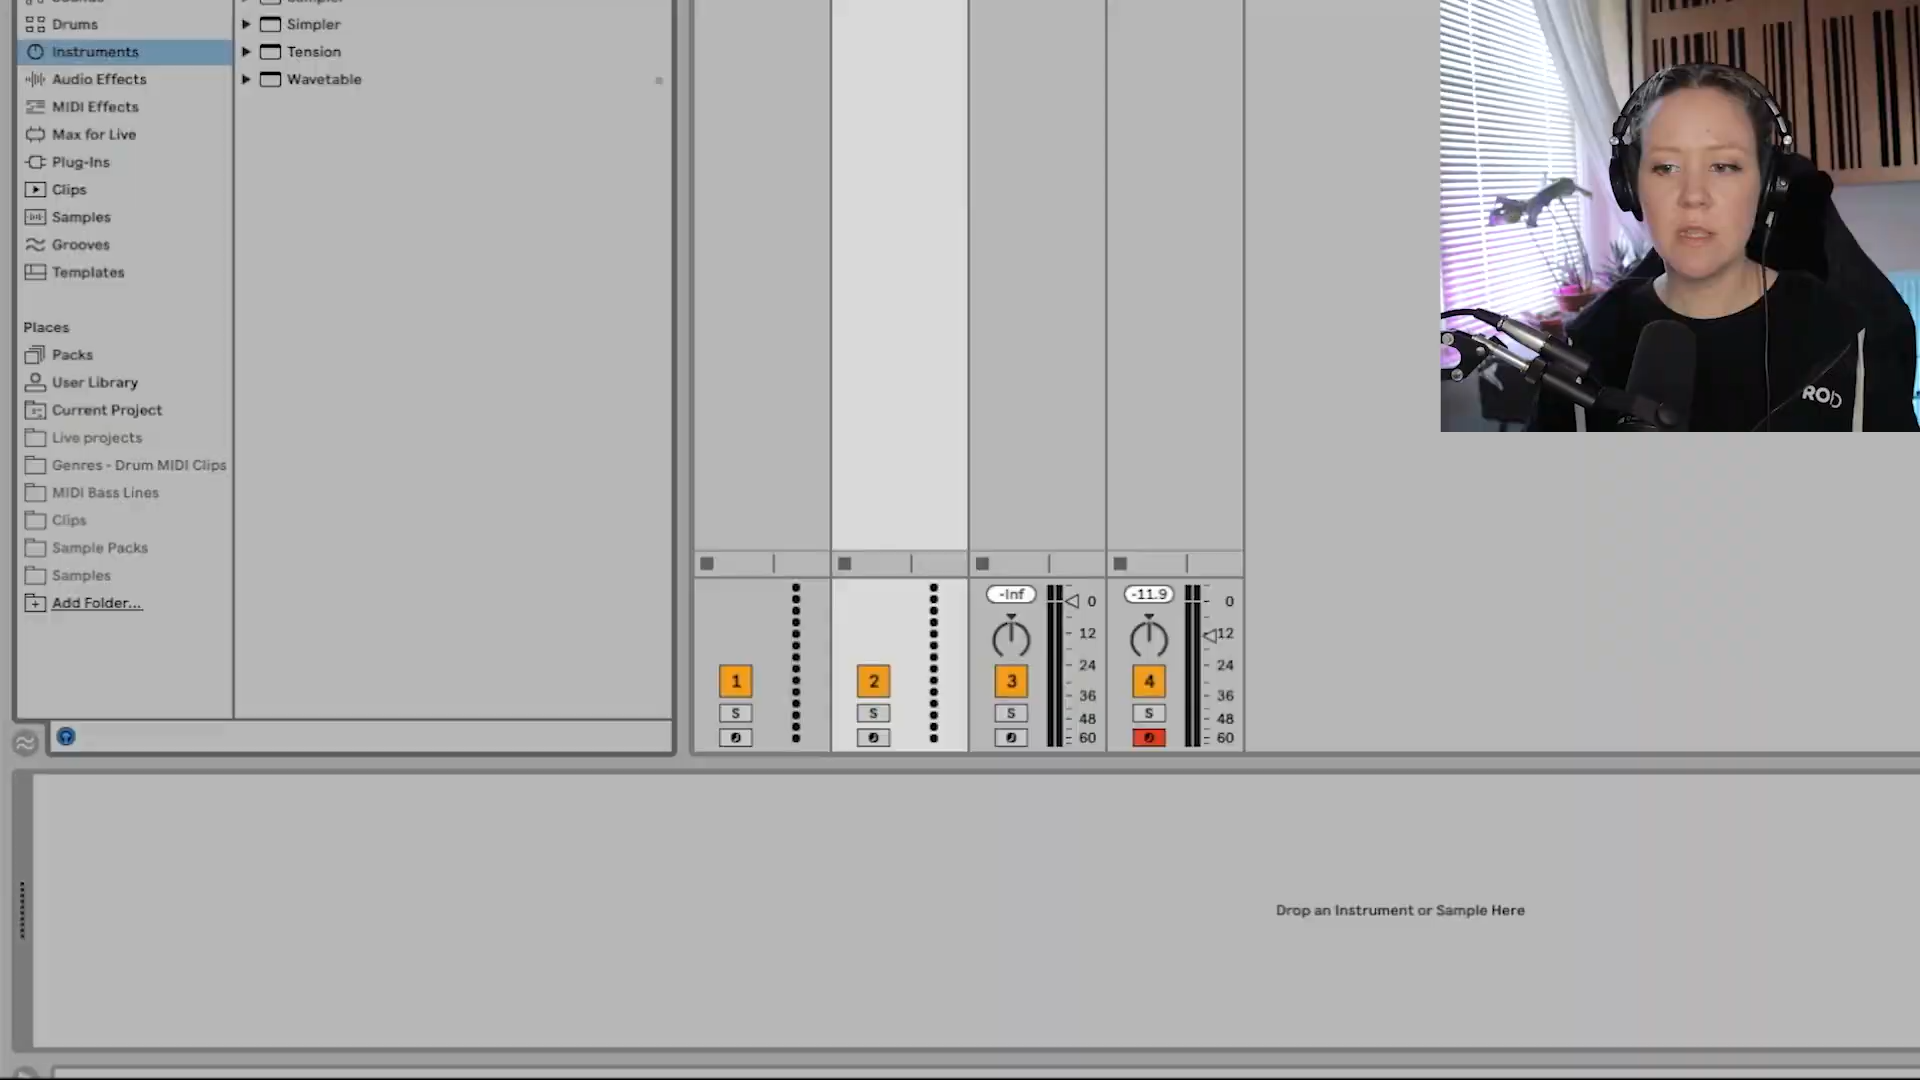 Sounds
Sampler
Drums
Simpler
Instruments
Tension
Audio Effects
Wavetable
MIDI Effects
Max for Live
Plug-Ins
Clips
Samples
Grooves
Templates
Places
Packs
User Library
Current Project
Live projects
Genres - Drum MIDI Clips
MIDI Bass Lines
Clips
Sample Packs
Samples
Add Folder...
-Inf
0
12
24
36
48
60
-11.9
0
12
24
36
48
60
1
2
3
4
S
S
S
S
Drop an Instrument or Sample Here